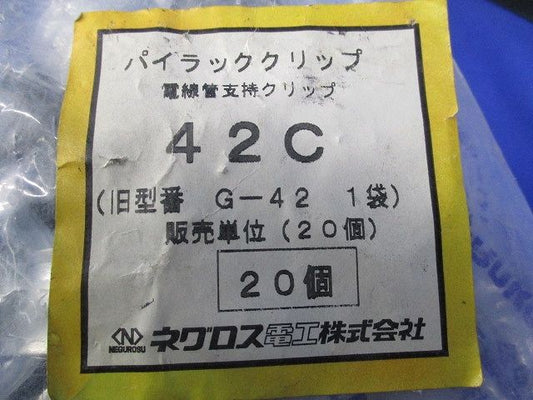 パイラッククリップ
電線管支持クリップ
42C
(旧型番 G-42 1袋)
販売単位(20個)
20個
NEGUROSU ネグロス電工株式会社